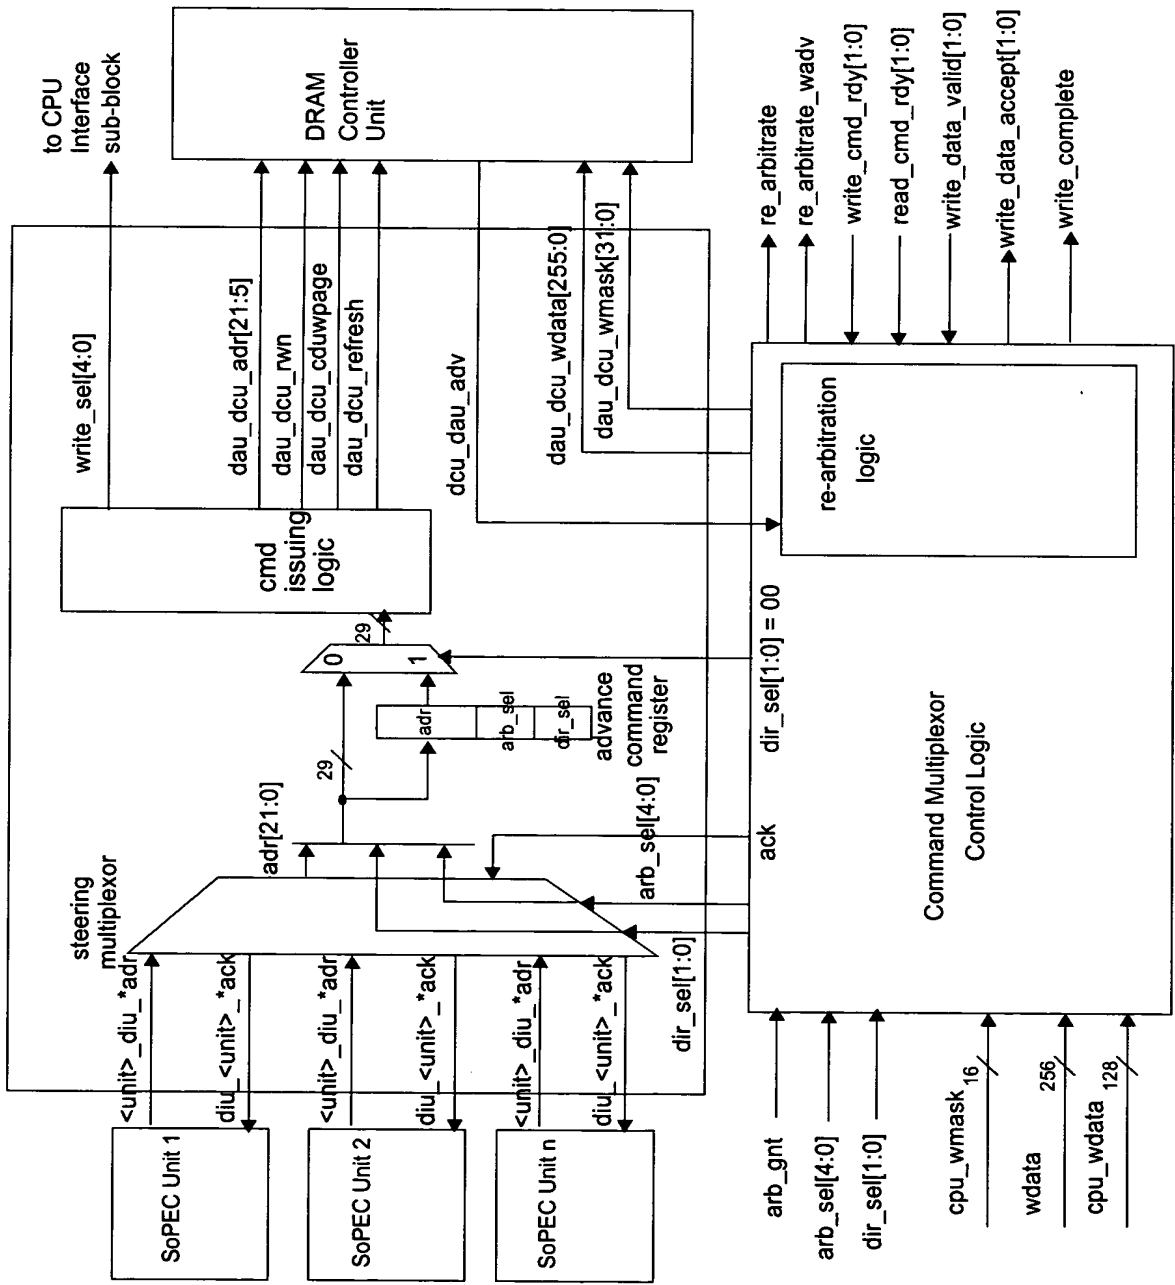 to CPU
Interface
sub-block
write_sel[4:0]
DRAM
Controller
Unit
dau_dcu_adr[21:5]
dau_dcu_rwn
dau_dcu_cduwpage
dau_dcu_refresh
dcu_dau_adv
dau_dcu_wdata[255:0]
dau_dcu_wmask[31:0]
cmd
issuing
logic
29
0
1
adr
arb_sel
dir_sel
advance
command
register
29
adr[21:0]
steering
multiplexor
<unit>_diu_*adr
diu_<unit>_*ack
<unit>_diu_*adr
diu_<unit>_*ack
<unit>_diu_*adr
diu_<unit>_*ack
SoPEC Unit 1
SoPEC Unit 2
SoPEC Unit n
dir_sel[1:0]
arb_sel[4:0]
ack
dir_sel[1:0] = 00
re-arbitration
logic
Command Multiplexor
Control Logic
re_arbitrate
re_arbitrate_wadv
write_cmd_rdy[1:0]
read_cmd_rdy[1:0]
write_data_valid[1:0]
write_data_accept[1:0]
write_complete
arb_gnt
arb_sel[4:0]
dir_sel[1:0]
cpu_wmask
16
wdata
256
cpu_wdata
128